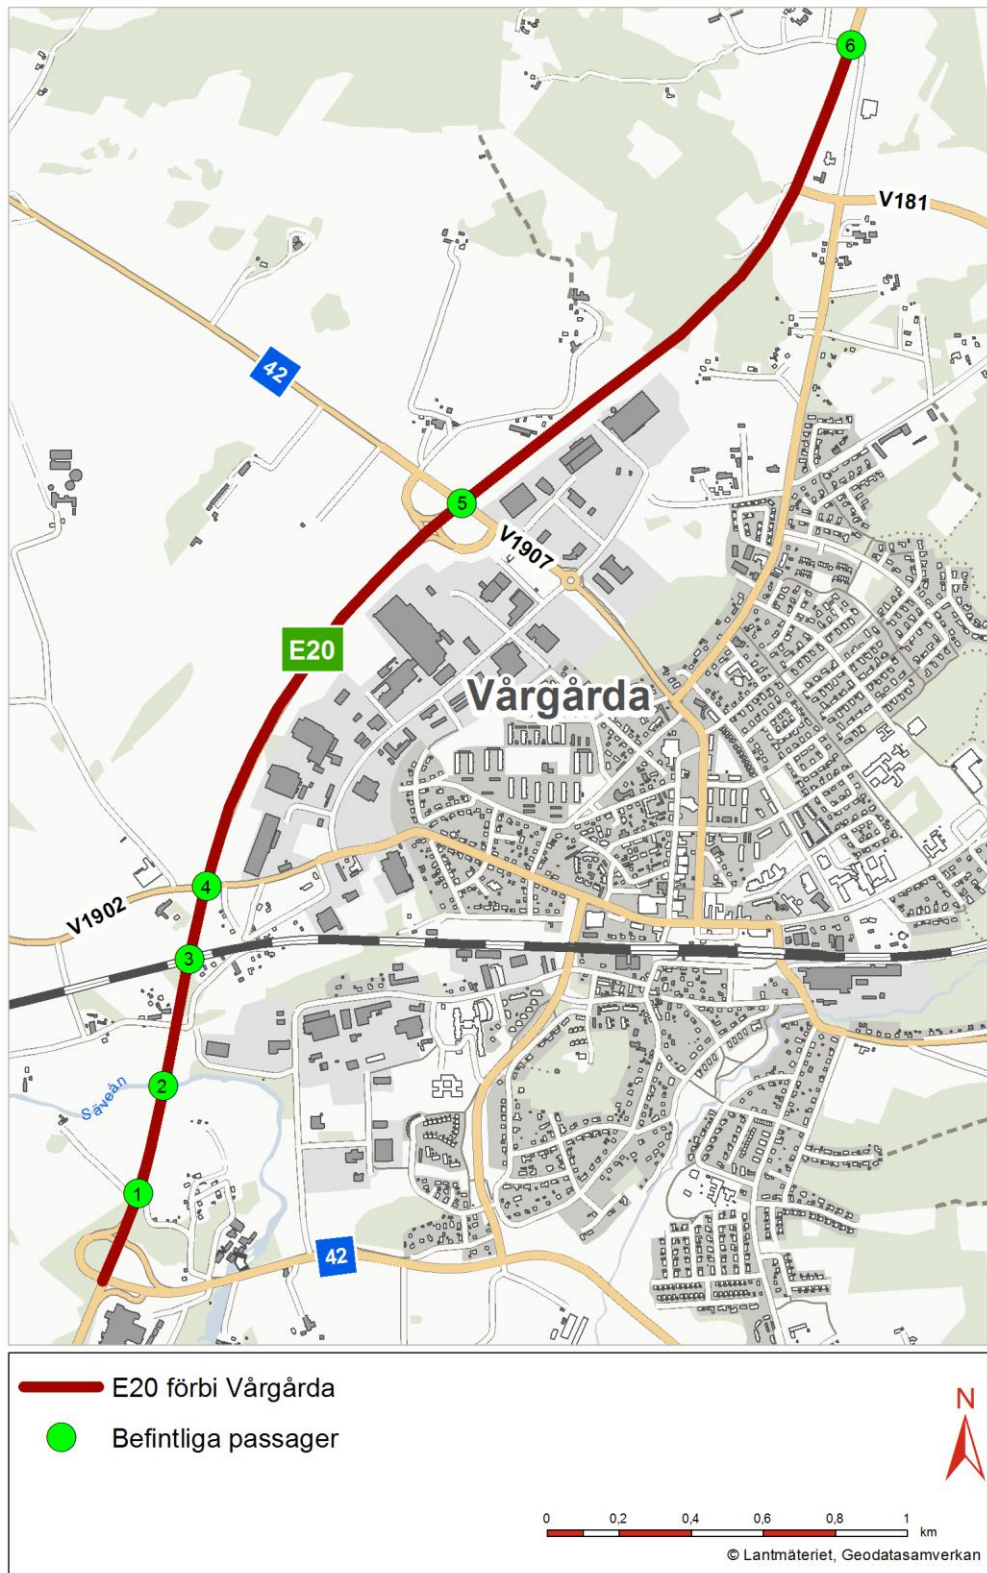 6
V181
42
5
V1907
E20
Vårgårda
4
V1902
3
2
Säveån
1
42
E20 förbi Vårgårda
Befintliga passager
N
0 0,2 0,4 0,6 0,8 1
km
© Lantmäteriet, Geodatasamverkan